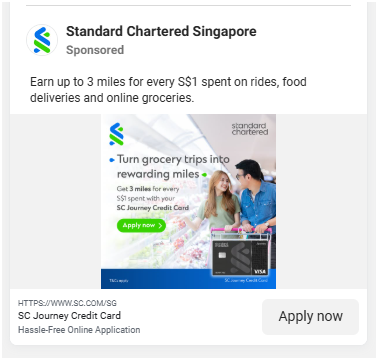 Standard Chartered Singapore
Sponsored
Earn up to 3 miles for every S$1 spent on rides, food
deliveries and online groceries.
standard
chartered
Turn grocery trips into
rewarding miles
Get 3 miles for every
S$1 spent with your
SC Journey Credit Card
Apply now
VISA
T&Cs apply
SC Journey Credit Card
HTTPS://WWW.SC.COM/SG
SC Journey Credit Card
Hassle-Free Online Application
Apply now